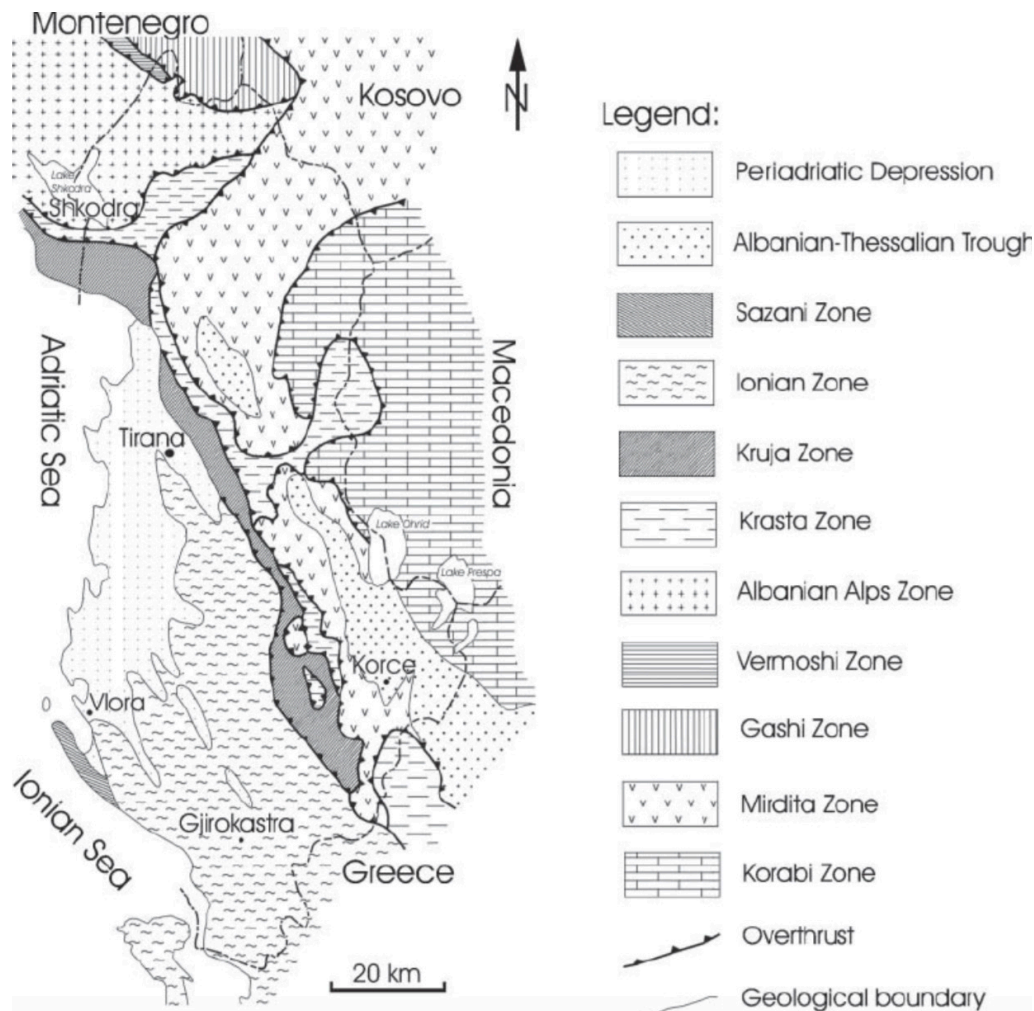 Montenegro
Kosovo
Lake
Shkodra
Shkodra
Adriatic Sea
Tirana
Macedonia
Lake Ohrid
Lake Prespa
Korce
Vlora
Ionian Sea
Gjirokastra
Greece
20 km
N
Legend:
Periadriatic Depression
Albanian-Thessalian Trough
Sazani Zone
Ionian Zone
Kruja Zone
Krasta Zone
Albanian Alps Zone
Vermoshi Zone
Gashi Zone
Mirdita Zone
Korabi Zone
Overthrust
Geological boundary